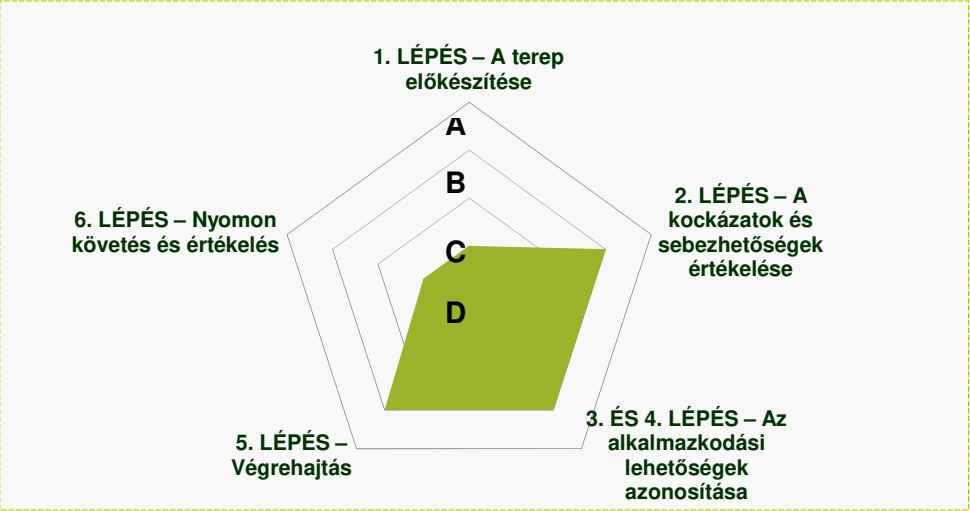 1. LÉPÉS – A terep
előkészítése
A
B
C
D
2. LÉPÉS – A
kockázatok és
sebezhetőségek
értékelése
3. ÉS 4. LÉPÉS – Az
alkalmazkodási
lehetőségek
azonosítása
5. LÉPÉS –
Végrehajtás
6. LÉPÉS – Nyomon
követés és értékelés